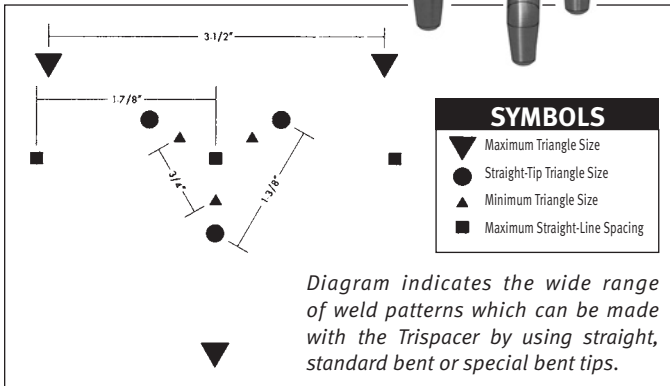 3-1/2"
1-7/8"
3/4"
1-3/8"
SYMBOLS
Maximum Triangle Size
Straight-Tip Triangle Size
Minimum Triangle Size
Maximum Straight-Line Spacing
Diagram indicates the wide range
of weld patterns which can be made
with the Trispacer by using straight,
standard bent or special bent tips.